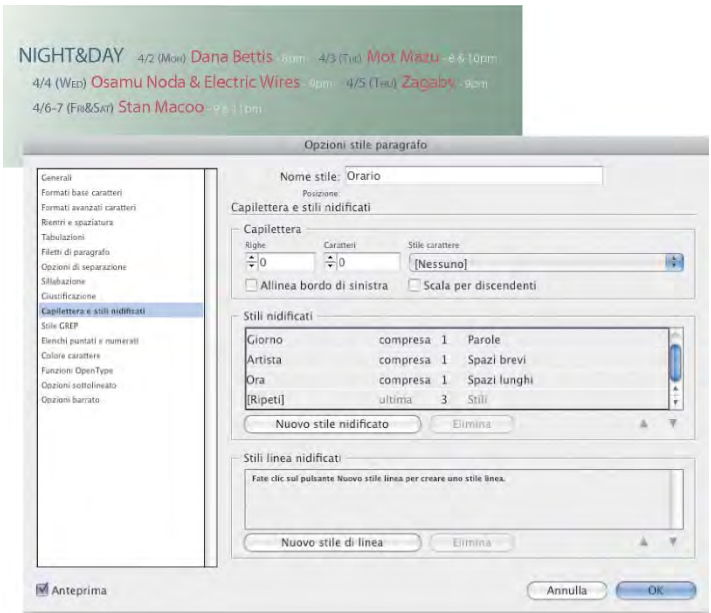 NIGHT&DAY 4/2 (Mon) Dana Bettis - 8pm 4/3 (Tue) Mot Mazu - 8 & 10pm
4/4 (Wed) Osamu Noda & Electric Wires - 9pm 4/5 (Thu) Zagaby - 9pm
4/6-7 (Fri&Sat) Stan Macoo - 9 & 11pm
Opzioni stile paragrafo
Generali
Formati base caratteri
Formati avanzati caratteri
Rientri e spaziatura
Tabulazioni
Filetti di paragrafo
Opzioni di separazione
Sillabazione
Giustificazione
Capilettera e stili nidificati
Stile GREP
Elenchi puntati e numerati
Colore carattere
Funzioni OpenType
Opzioni sottolineato
Opzioni barrato
Nome stile: Orario
Posizione:
Capilettera e stili nidificati
Capilettera
Righe Caratteri Stile carattere
0 0 [Nessuno]
Allinea bordo di sinistra Scala per discendenti
Stili nidificati
Giorno compresa 1 Parole
Artista compresa 1 Spazi brevi
Ora compresa 1 Spazi lunghi
[Ripeti] ultima 3 Stili
Nuovo stile nidificato Elimina
Stili linea nidificati
Fate clic sul pulsante Nuovo stile linea per creare uno stile linea.
Nuovo stile di linea Elimina
Anteprima Annulla OK